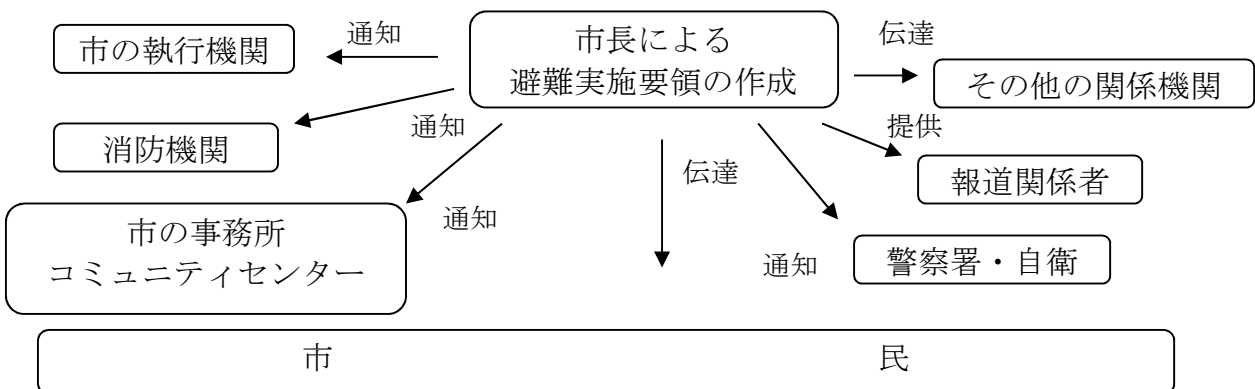 市長による
避難実施要領の作成
通知
市の執行機関
伝達
その他の関係機関
通知
消防機関
提供
報道関係者
伝達
通知
市の事務所
コミュニティセンター
通知
警察署・自衛
市 民